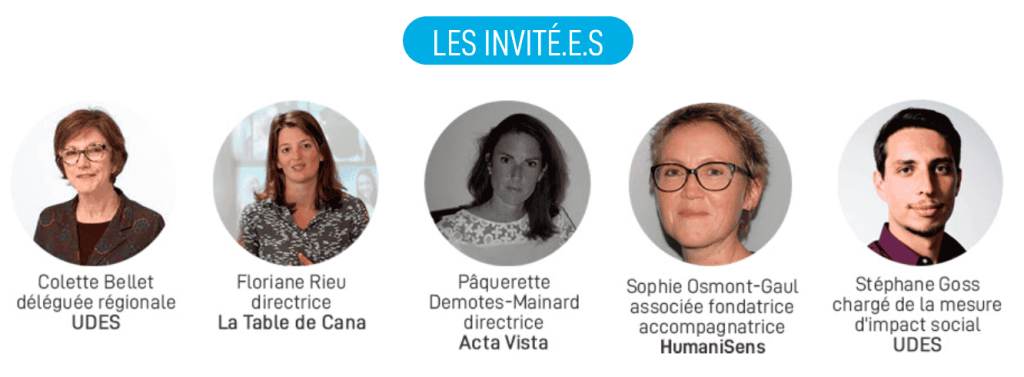 LES INVITÉ.E.S
Colette Bellet
déléguée régionale
UDES
Floriane Rieu
directrice
La Table de Cana
Pâquerette
Demotes-Mainard
directrice
Acta Vista
Sophie Osmont-Gaul
associée fondatrice
accompagnatrice
HumaniSens
Stéphane Goss
chargé de la mesure
d'impact social
UDES